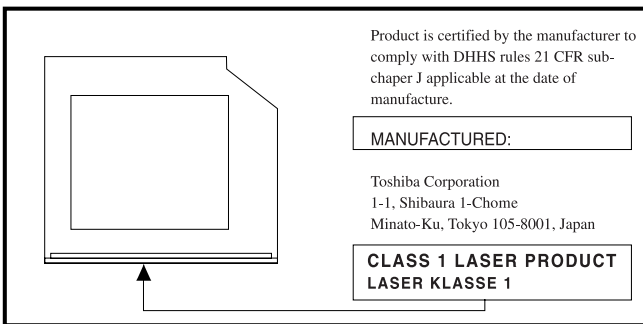 Product is certified by the manufacturer to
comply with DHHS rules 21 CFR sub-
chaper J applicable at the date of
manufacture.
MANUFACTURED:
Toshiba Corporation
1-1, Shibaura 1-Chome
Minato-Ku, Tokyo 105-8001, Japan
CLASS 1 LASER PRODUCT
LASER KLASSE 1